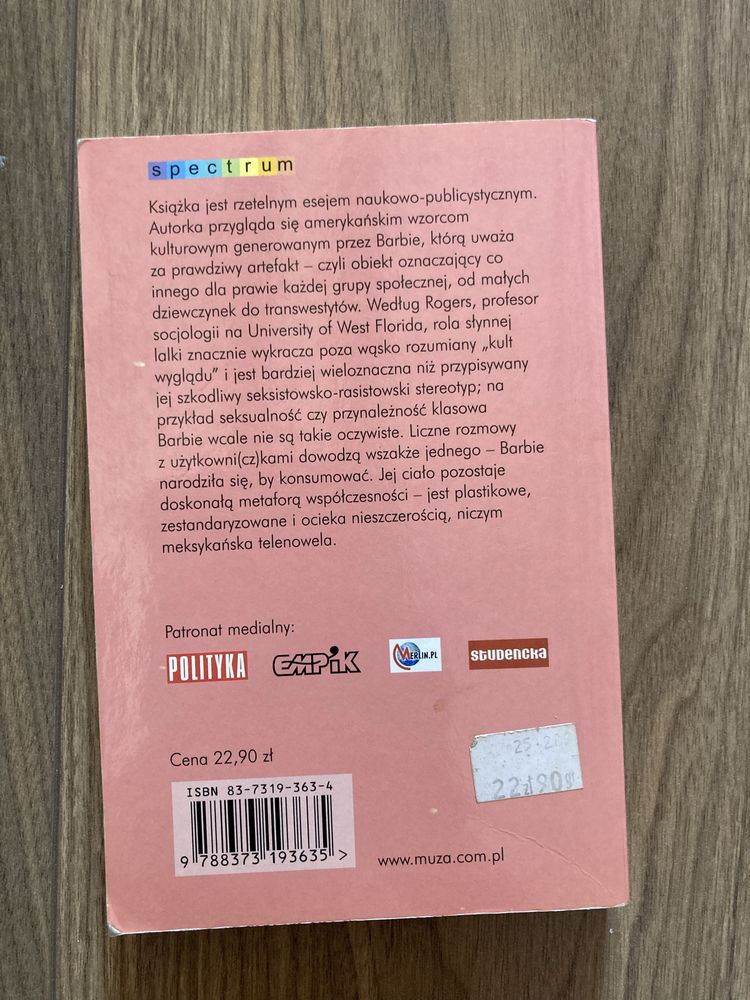 spectrum
Książka jest rzetelnym esejem naukowo-publicystycznym.
Autorka przygląda się amerykańskim wzorcom
kulturowym generowanym przez Barbie, którą uważa
za prawdziwy artefakt – czyli obiekt oznaczający co
innego dla prawie każdej grupy społecznej, od małych
dziewczynek do transwestytów. Według Rogers, profesor
socjologii na University of West Florida, rola słynnej
lalki znacznie wykracza poza wąsko rozumiany „kult
wyglądu” i jest bardziej wieloznaczna niż przypisywany
jej szkodliwy seksistowsko-rasistowski stereotyp; na
przykład seksualność czy przynależność klasowa
Barbie wcale nie są takie oczywiste. Liczne rozmowy
z użytkowni(cz)kami dowodzą wszakże jednego – Barbie
narodziła się, by konsumować. Jej ciało pozostaje
doskonałą metaforą współczesności – jest plastikowe,
zestandaryzowane i ocieka nieszczerością, niczym
meksykańska telenowela.
Patronat medialny:
POLITYKA EMPiK MERLIN.PL STUDENCKA
Cena 22,90 zł
22zł90gr
ISBN 83-7319-363-4
9 788373 193635 >
www.muza.com.pl